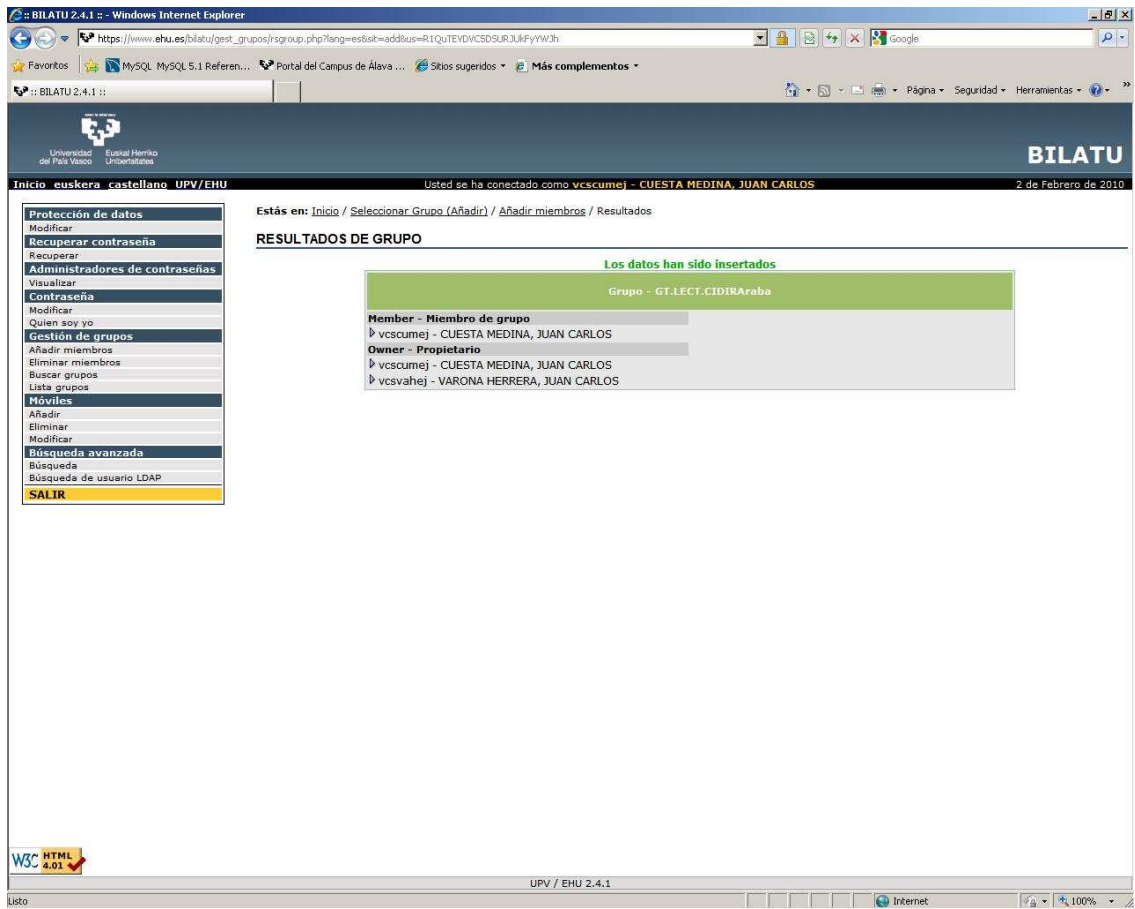 :: BILATU 2.4.1 :: - Windows Internet Explorer
https://www.ehu.es/bilatu/gest_grupos/rsgroup.php?lang=es&sit=add&us=R1QuTEVDVC5DSURJUkFyYWJh
Google
Favoritos MySQL MySQL 5.1 Referen... Portal del Campus de Álava ... Sitios sugeridos Más complementos
:: BILATU 2.4.1 ::
Página Seguridad Herramientas »
Universidad del País Vasco
Euskal Herriko Unibertsitatea
BILATU
Inicio euskera castellano UPV/EHU
Usted se ha conectado como vcscumej - CUESTA MEDINA, JUAN CARLOS
2 de Febrero de 2010
Protección de datos
Modificar
Recuperar contraseña
Recuperar
Administradores de contraseñas
Visualizar
Contraseña
Modificar
Quien soy yo
Gestión de grupos
Añadir miembros
Eliminar miembros
Buscar grupos
Lista grupos
Móviles
Añadir
Eliminar
Modificar
Búsqueda avanzada
Búsqueda
Búsqueda de usuario LDAP
SALIR
Estás en: Inicio / Seleccionar Grupo (Añadir) / Añadir miembros / Resultados
RESULTADOS DE GRUPO
Los datos han sido insertados
Grupo - GT.LECT.CIDIRAraba
Member - Miembro de grupo
vcscumej - CUESTA MEDINA, JUAN CARLOS
Owner - Propietario
vcscumej - CUESTA MEDINA, JUAN CARLOS
vcsvahej - VARONA HERRERA, JUAN CARLOS
W3C HTML 4.01
UPV / EHU 2.4.1
Listo
Internet
100%